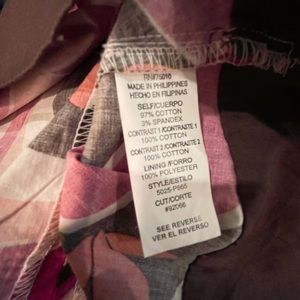 RN#75010
MADE IN PHILIPPINES
HECHO EN FILIPINAS
SELF/CUERPO
97% COTTON
3% SPANDEX
CONTRAST 1 /CONTRASTE 1
100% COTTON
CONTRAST 2 /CONTRASTE 2
100% COTTON
LINING /FORRO
100% POLYESTER
STYLE/ESTILO
5025-P865
CUT/CORTE
#92066
SEE REVERSE
VER EL REVERSO